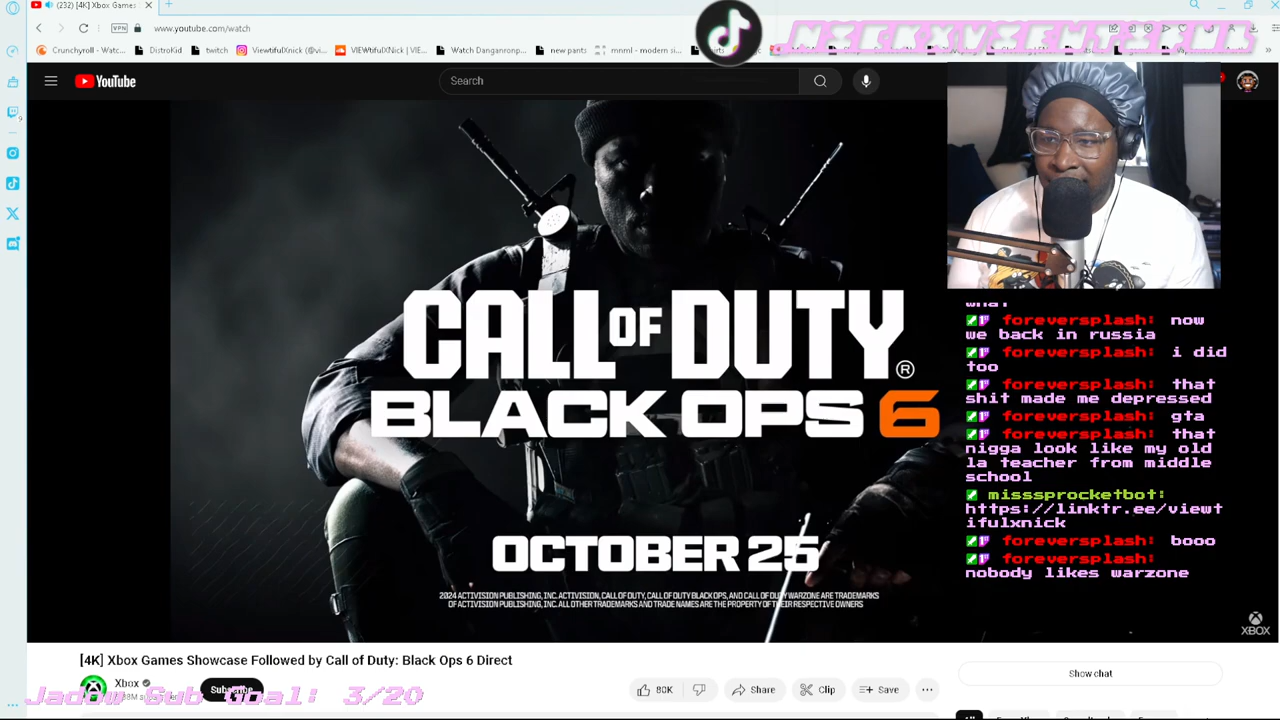 (232) [4K] Xbox Games
www.youtube.com/watch
VPN
Crunchyroll - Watc...
DistroKid
twitch
ViewtifulXnick (@vi...
VIEWtifulXNick | VIE...
Watch Danganronp...
new pants
mnml - modern si...
YouTube
Search
CALL OF DUTY®
BLACK OPS 6
OCTOBER 25
2024 ACTIVISION PUBLISHING, INC. ACTIVISION, CALL OF DUTY, CALL OF DUTY BLACK OPS, AND CALL OF DUTY WARZONE ARE TRADEMARKS
OF ACTIVISION PUBLISHING, INC. ALL OTHER TRADEMARKS AND TRADE NAMES ARE THE PROPERTY OF THEIR RESPECTIVE OWNERS
XBOX
what
foreversplash: now
we back in russia
foreversplash: i did
too
foreversplash: that
shit made me depressed
foreversplash: gta
foreversplash: that
nigga look like my old
la teacher from middle
school
misssprocketbot:
https://linktr.ee/viewt
ifulxnick
foreversplash: booo
foreversplash:
nobody likes warzone
[4K] Xbox Games Showcase Followed by Call of Duty: Black Ops 6 Direct
Xbox
Subscribe
Jadow Sub Goal: 3/20
80K
Share
Clip
Save
Show chat
All